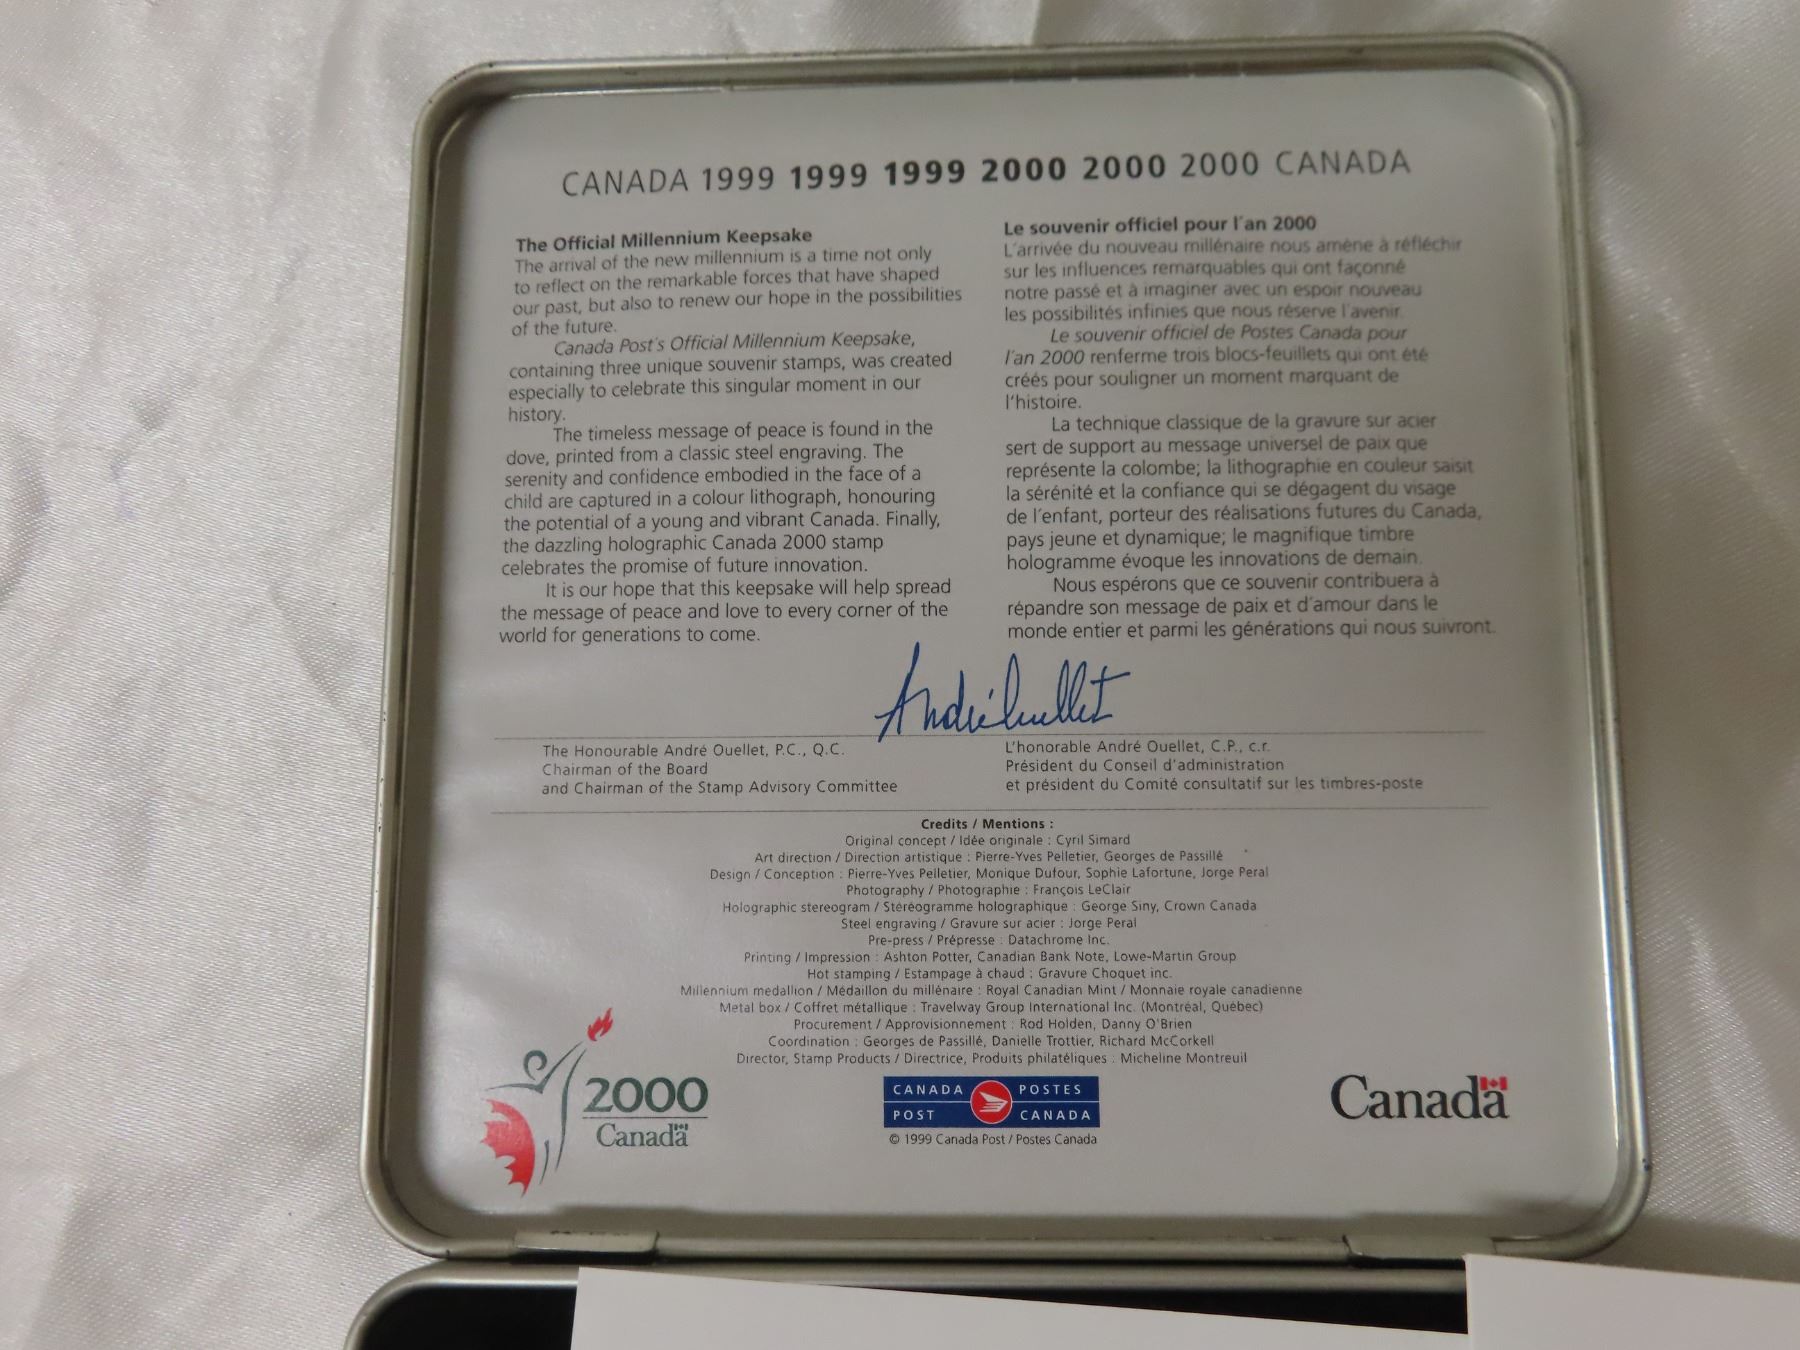 CANADA 1999 1999 1999 2000 2000 2000 CANADA
The Official Millennium Keepsake
The arrival of the new millennium is a time not only
to reflect on the remarkable forces that have shaped
our past, but also to renew our hope in the possibilities
of the future.
Canada Post's Official Millennium Keepsake,
containing three unique souvenir stamps, was created
especially to celebrate this singular moment in our
history.
The timeless message of peace is found in the
dove, printed from a classic steel engraving. The
serenity and confidence embodied in the face of a
child are captured in a colour lithograph, honouring
the potential of a young and vibrant Canada. Finally,
the dazzling holographic Canada 2000 stamp
celebrates the promise of future innovation.
It is our hope that this keepsake will help spread
the message of peace and love to every corner of the
world for generations to come.
Le souvenir officiel pour l'an 2000
L'arrivée du nouveau millénaire nous amène à réfléchir
sur les influences remarquables qui ont façonné
notre passé et à imaginer avec un espoir nouveau
les possibilités infinies que nous réserve l'avenir.
Le souvenir officiel de Postes Canada pour
l'an 2000 renferme trois blocs-feuillets qui ont été
créés pour souligner un moment marquant de
l'histoire.
La technique classique de la gravure sur acier
sert de support au message universel de paix que
représente la colombe; la lithographie en couleur saisit
la sérénité et la confiance qui se dégagent du visage
de l'enfant, porteur des réalisations futures du Canada,
pays jeune et dynamique; le magnifique timbre
hologramme évoque les innovations de demain.
Nous espérons que ce souvenir contribuera à
répandre son message de paix et d'amour dans le
monde entier et parmi les générations qui nous suivront.
André Ouellet
The Honourable André Ouellet, P.C., Q.C.
Chairman of the Board
and Chairman of the Stamp Advisory Committee
L'honorable André Ouellet, C.P., c.r.
Président du Conseil d'administration
et président du Comité consultatif sur les timbres-poste
Credits / Mentions :
Original concept / Idée originale : Cyril Simard
Art direction / Direction artistique : Pierre-Yves Pelletier, Georges de Passillé
Design / Conception : Pierre-Yves Pelletier, Monique Dufour, Sophie Lafortune, Jorge Peral
Photography / Photographie : François LeClair
Holographic stereogram / Stéréogramme holographique : George Siny, Crown Canada
Steel engraving / Gravure sur acier : Jorge Peral
Pre-press / Prépresse : Datachrome Inc.
Printing / Impression : Ashton Potter, Canadian Bank Note, Lowe-Martin Group
Hot stamping / Estampage à chaud : Gravure Choquet inc.
Millennium medallion / Médaillon du millénaire : Royal Canadian Mint / Monnaie royale canadienne
Metal box / Coffret métallique : Travelway Group International Inc. (Montréal, Québec)
Procurement / Approvisionnement : Rod Holden, Danny O'Brien
Coordination : Georges de Passillé, Danielle Trottier, Richard McCorkell
Director, Stamp Products / Directrice, Produits philatéliques : Micheline Montreuil
2000
Canada
CANADA POSTES
POST CANADA
© 1999 Canada Post / Postes Canada
Canada